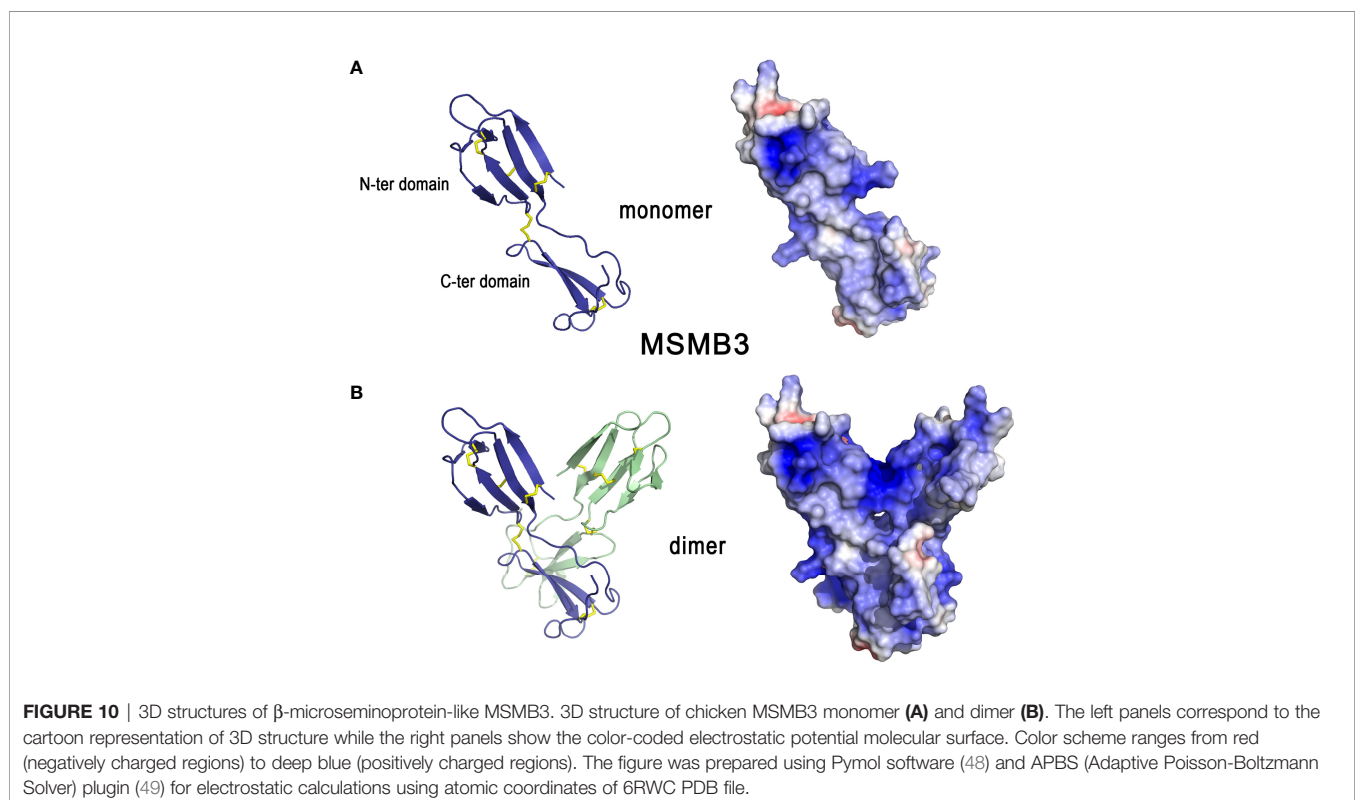 A
N-ter domain
monomer
C-ter domain
MSMB3
B
dimer
FIGURE 10 | 3D structures of β-microseminoprotein-like MSMB3. 3D structure of chicken MSMB3 monomer (A) and dimer (B). The left panels correspond to the
cartoon representation of 3D structure while the right panels show the color-coded electrostatic potential molecular surface. Color scheme ranges from red
(negatively charged regions) to deep blue (positively charged regions). The figure was prepared using Pymol software (48) and APBS (Adaptive Poisson-Boltzmann
Solver) plugin (49) for electrostatic calculations using atomic coordinates of 6RWC PDB file.